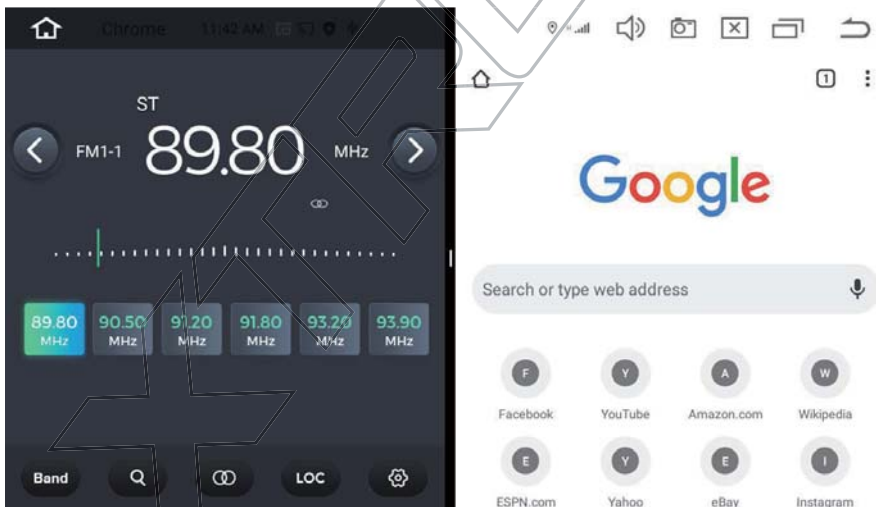 Chrome 11:42 AM
ST
FM1-1 89.80 MHz
89.80 MHz
90.50 MHz
91.20 MHz
91.80 MHz
93.20 MHz
93.90 MHz
Band
LOC
1
Google
Search or type web address
F Y A W
Facebook YouTube Amazon.com Wikipedia
E Y E I
ESPN.com Yahoo eBay Instagram